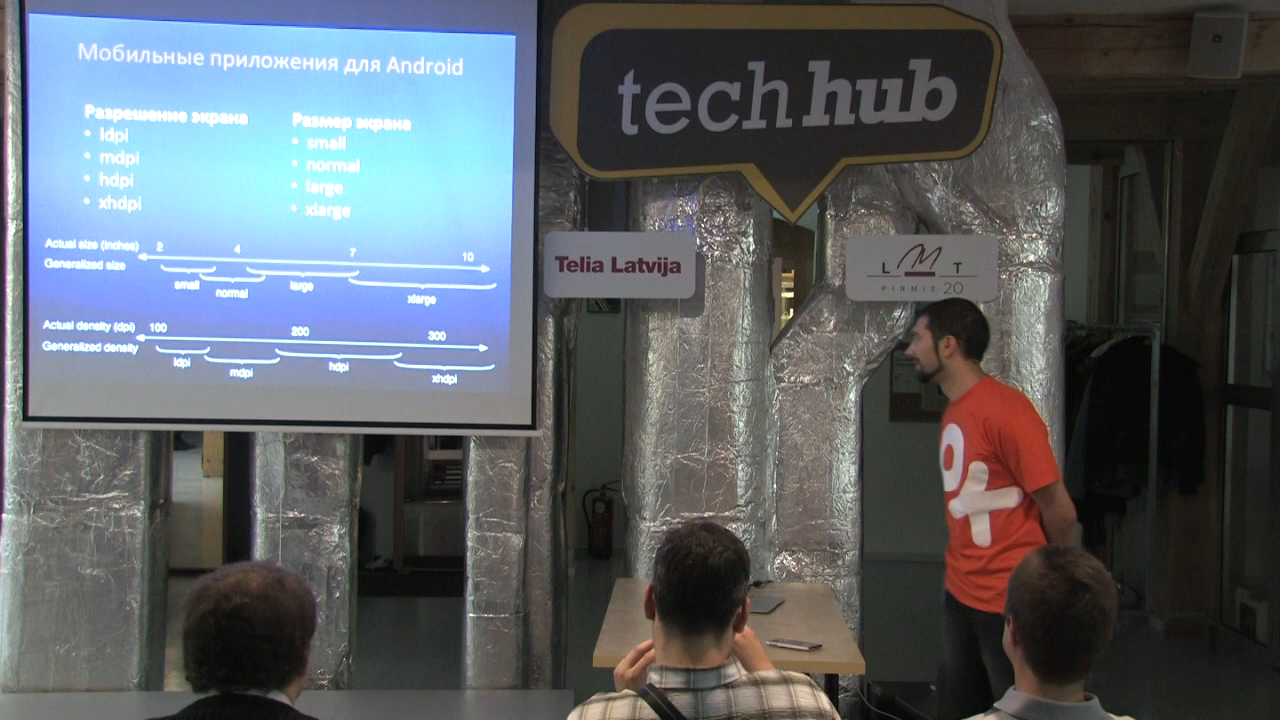 Мобильные приложения для Android
Разрешение экрана
• ldpi
• mdpi
• hdpi
• xhdpi
Размер экрана
• small
• normal
• large
• xlarge
Actual size (inches) 2 4 7 10
Generalized size
small normal large xlarge
Actual density (dpi) 100 200 300
Generalized density
ldpi mdpi hdpi xhdpi
techhub
Telia Latvija
LMT
PIRMIE 20